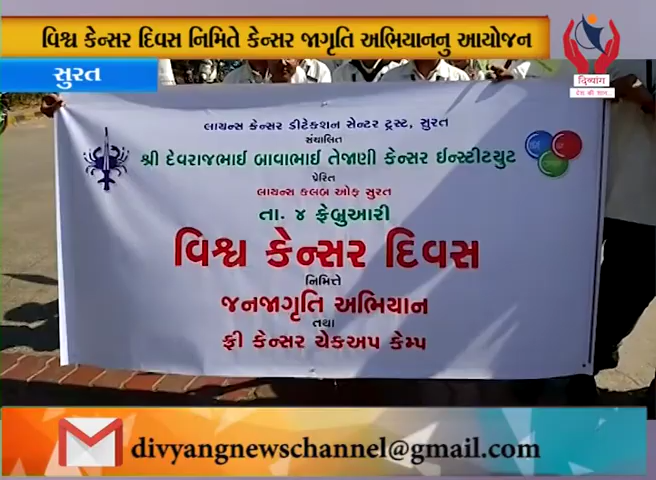 વિશ્વ કેન્સર દિવસ નિમિતે કેન્સર જાગૃતિ અભિયાનનુ આયોજન
दिव्यांग
देश की शान
સુરત
લાયન્સ કેન્સર ડીટેકશન સેન્ટર ટ્રસ્ટ, સુરત
સંચાલિત
શ્રી દેવરાજભાઈ બાવાભાઈ તેજાણી કેન્સર ઈન્સ્ટીટયુટ
પ્રેરિત
લાયન્સ કલબ ઓફ સુરત
તા. ૪ ફેબ્રુઆરી
વિશ્વ કેન્સર દિવસ
નિમિત્તે
જનજાગૃતિ અભિયાન
તથા
ફ્રી કેન્સર ચેકઅપ કેમ્પ
divyangnewschannel@gmail.com